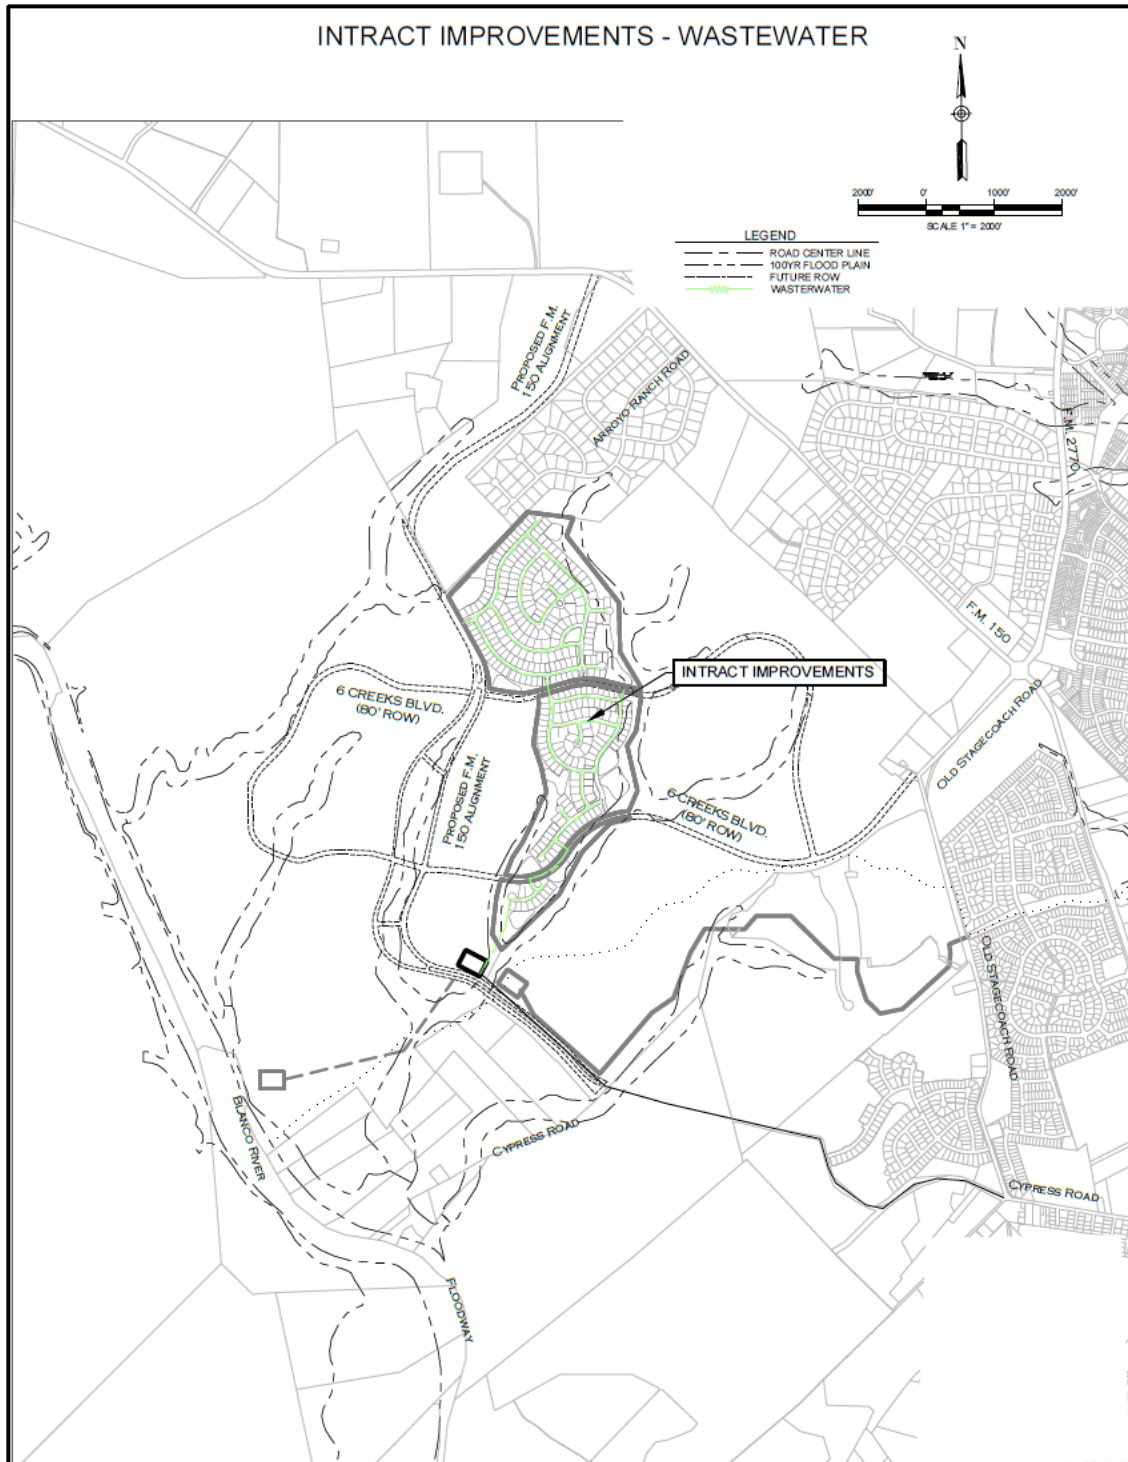 INTRACT IMPROVEMENTS - WASTEWATER
N
2000' 0' 1000' 2000'
SCALE 1" = 2000'
LEGEND
ROAD CENTER LINE
100YR FLOOD PLAIN
FUTURE ROW
WASTERWATER
PROPOSED F.M.
150 ALIGNMENT
ARROYO RANCH ROAD
F.M. 2770
F.M. 150
INTRACT IMPROVEMENTS
6 CREEKS BLVD.
(80' ROW)
OLD STAGECOACH ROAD
PROPOSED F.M.
150 ALIGNMENT
6 CREEKS BLVD.
(80' ROW)
OLD STAGECOACH ROAD
BLANCO RIVER
CYPRESS ROAD
CYPRESS ROAD
FLOODWAY